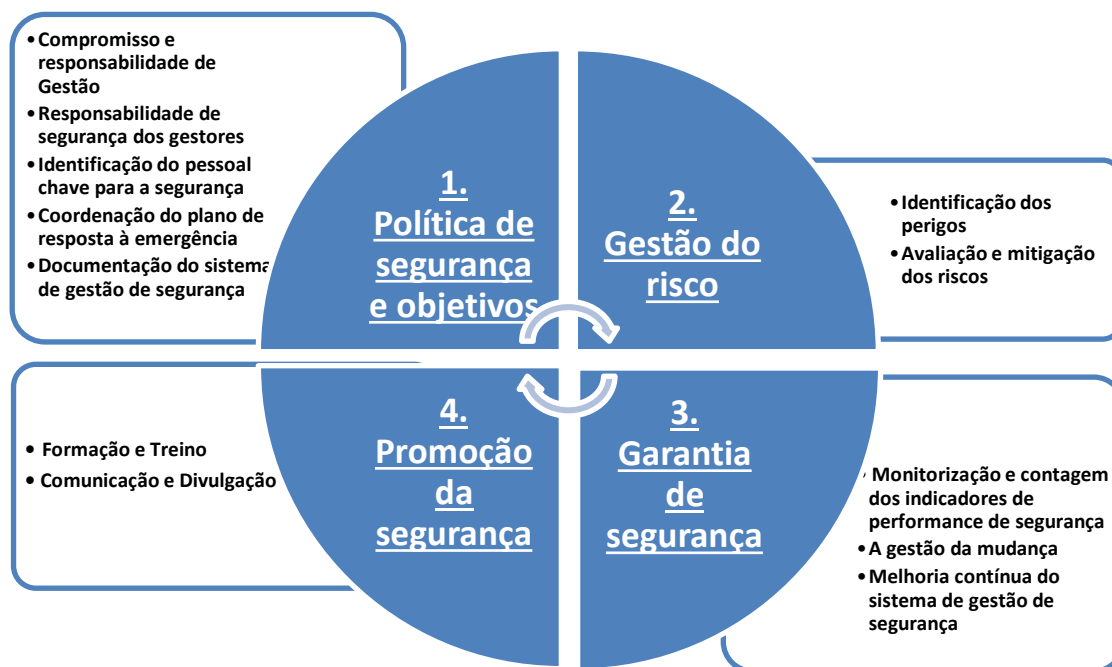 • Compromisso e
responsabilidade de
Gestão
• Responsabilidade de
segurança dos gestores
• Identificação do pessoal
chave para a segurança
• Coordenação do plano de
resposta à emergência
• Documentação do sistema
de gestão de segurança
1.
Política de
segurança
e objetivos
2.
Gestão do
risco
• Identificação dos
perigos
• Avaliação e mitigação
dos riscos
• Formação e Treino
• Comunicação e Divulgação
4.
Promoção
da
segurança
3.
Garantia
de
segurança
• Monitorização e contagem
dos indicadores de
performance de segurança
• A gestão da mudança
• Melhoria contínua do
sistema de gestão de
segurança